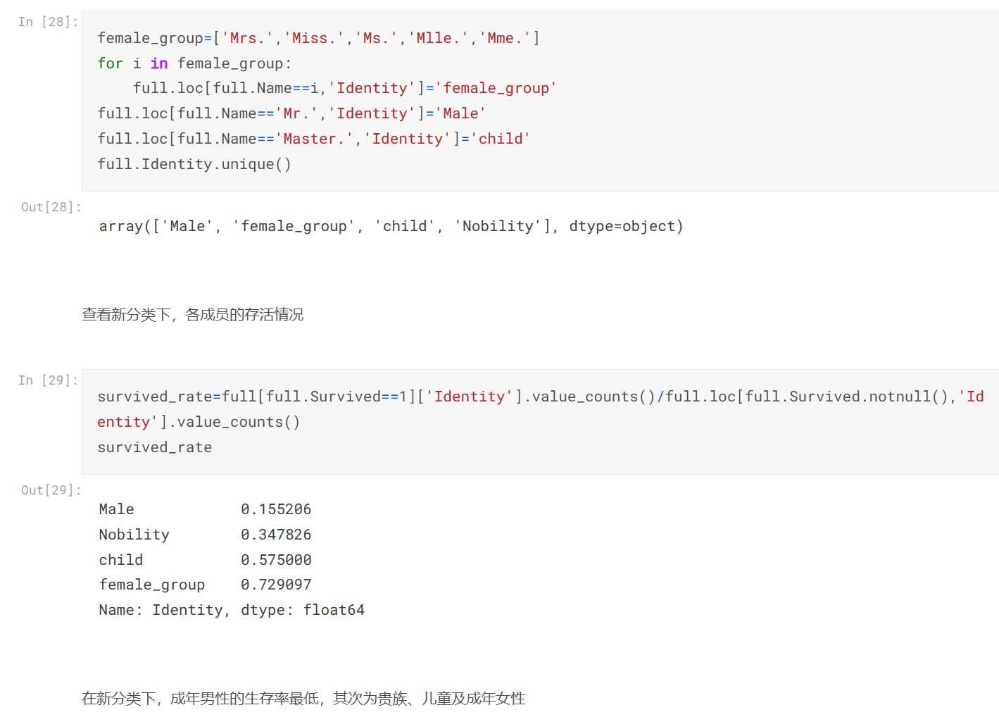 In [28]:
female_group=['Mrs.','Miss.','Ms.','Mlle.','Mme.']
for i in female_group:
    full.loc[full.Name==i,'Identity']='female_group'
full.loc[full.Name=='Mr.','Identity']='Male'
full.loc[full.Name=='Master.','Identity']='child'
full.Identity.unique()
Out[28]:
array(['Male', 'female_group', 'child', 'Nobility'], dtype=object)
查看新分类下，各成员的存活情况
In [29]:
survived_rate=full[full.Survived==1]['Identity'].value_counts()/full.loc[full.Survived.notnull(),'Id
entity'].value_counts()
survived_rate
Out[29]:
Male            0.155206
Nobility        0.347826
child           0.575000
female_group    0.729097
Name: Identity, dtype: float64
在新分类下，成年男性的生存率最低，其次为贵族、儿童及成年女性